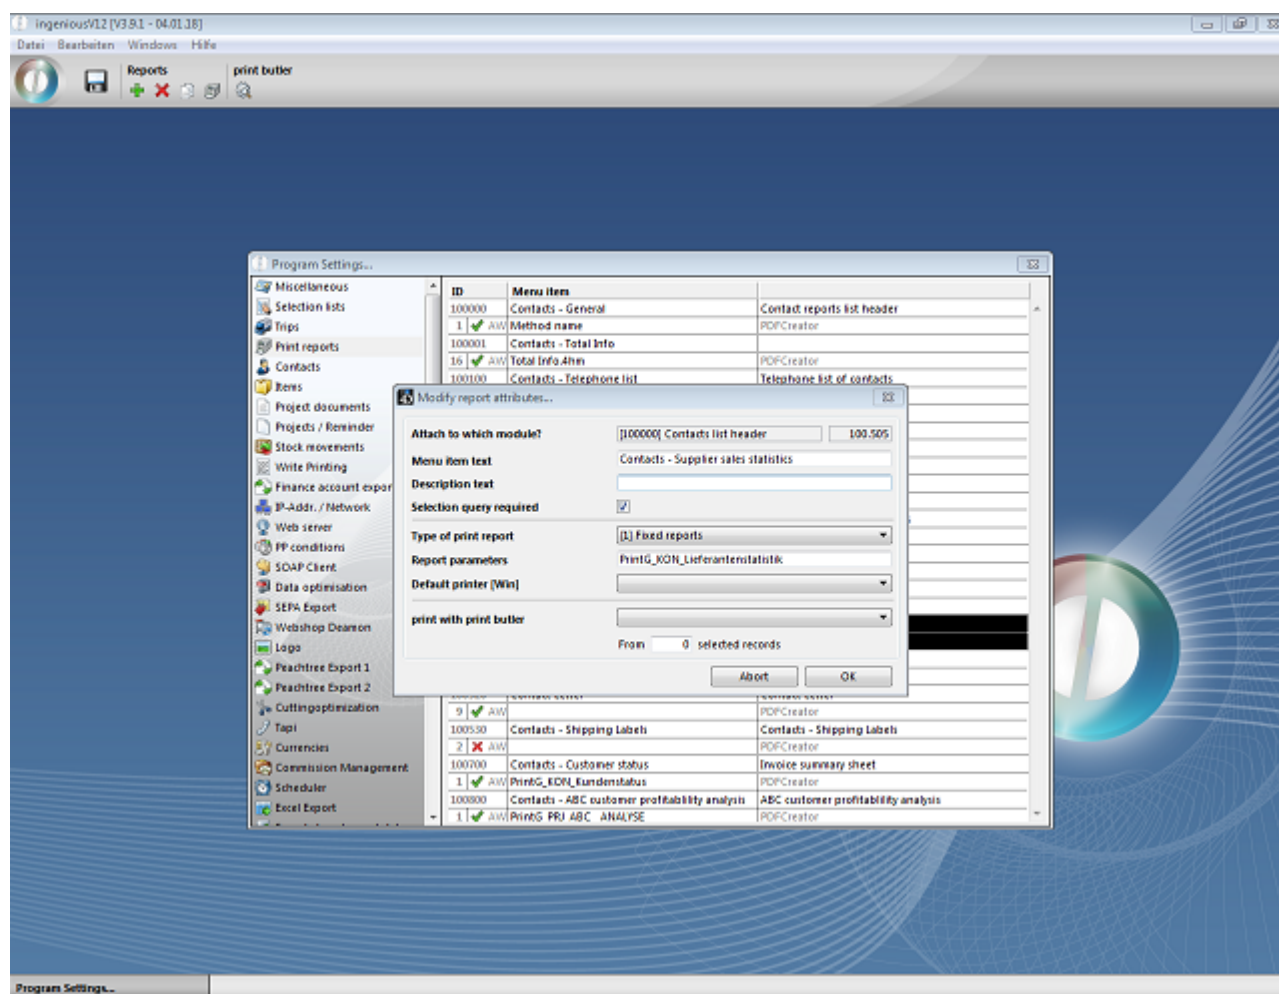 ingeniousV12 [V3.9.1 - 04.01.18]
Datei Bearbeiten Windows Hilfe
Reports
print butler
Program Settings...
Miscellaneous
Selection lists
Trips
Print reports
Contacts
Items
Project documents
Projects / Reminder
Stock movements
Write Printing
Finance account expor
IP-Addr. / Network
Web server
PP conditions
SOAP Client
Data optimisation
SEPA Export
Webshop Deamon
Logo
Peachtree Export 1
Peachtree Export 2
Cuttingoptimization
Tapi
Currencies
Commission Management
Scheduler
Excel Export
ID Menu item
100000 Contacts - General Contact reports list header
1 AW Method name PDFCreator
100001 Contacts - Total Info
16 AW Total Info.4hm PDFCreator
100100 Contacts - Telephone list Telephone list of contacts
Modify report attributes...
Attach to which module? [100000] Contacts list header 100.505
Menu item text Contacts - Supplier sales statistics
Description text
Selection query required
Type of print report [1] Fixed reports
Report parameters PrintG_KON_Lieferantenstatistik
Default printer [Win]
print with print butler
From 0 selected records
Abort OK
9 AW PDFCreator
100530 Contacts - Shipping Labels Contacts - Shipping Labels
2 AW PDFCreator
100700 Contacts - Customer status Invoice summary sheet
1 AW PrintG_KON_Kundenstatus PDFCreator
100800 Contacts - ABC customer profitablility analysis ABC customer profitablility analysis
1 AW PrintG_PRJ_ABC_ANALYSE PDFCreator
Program Settings...